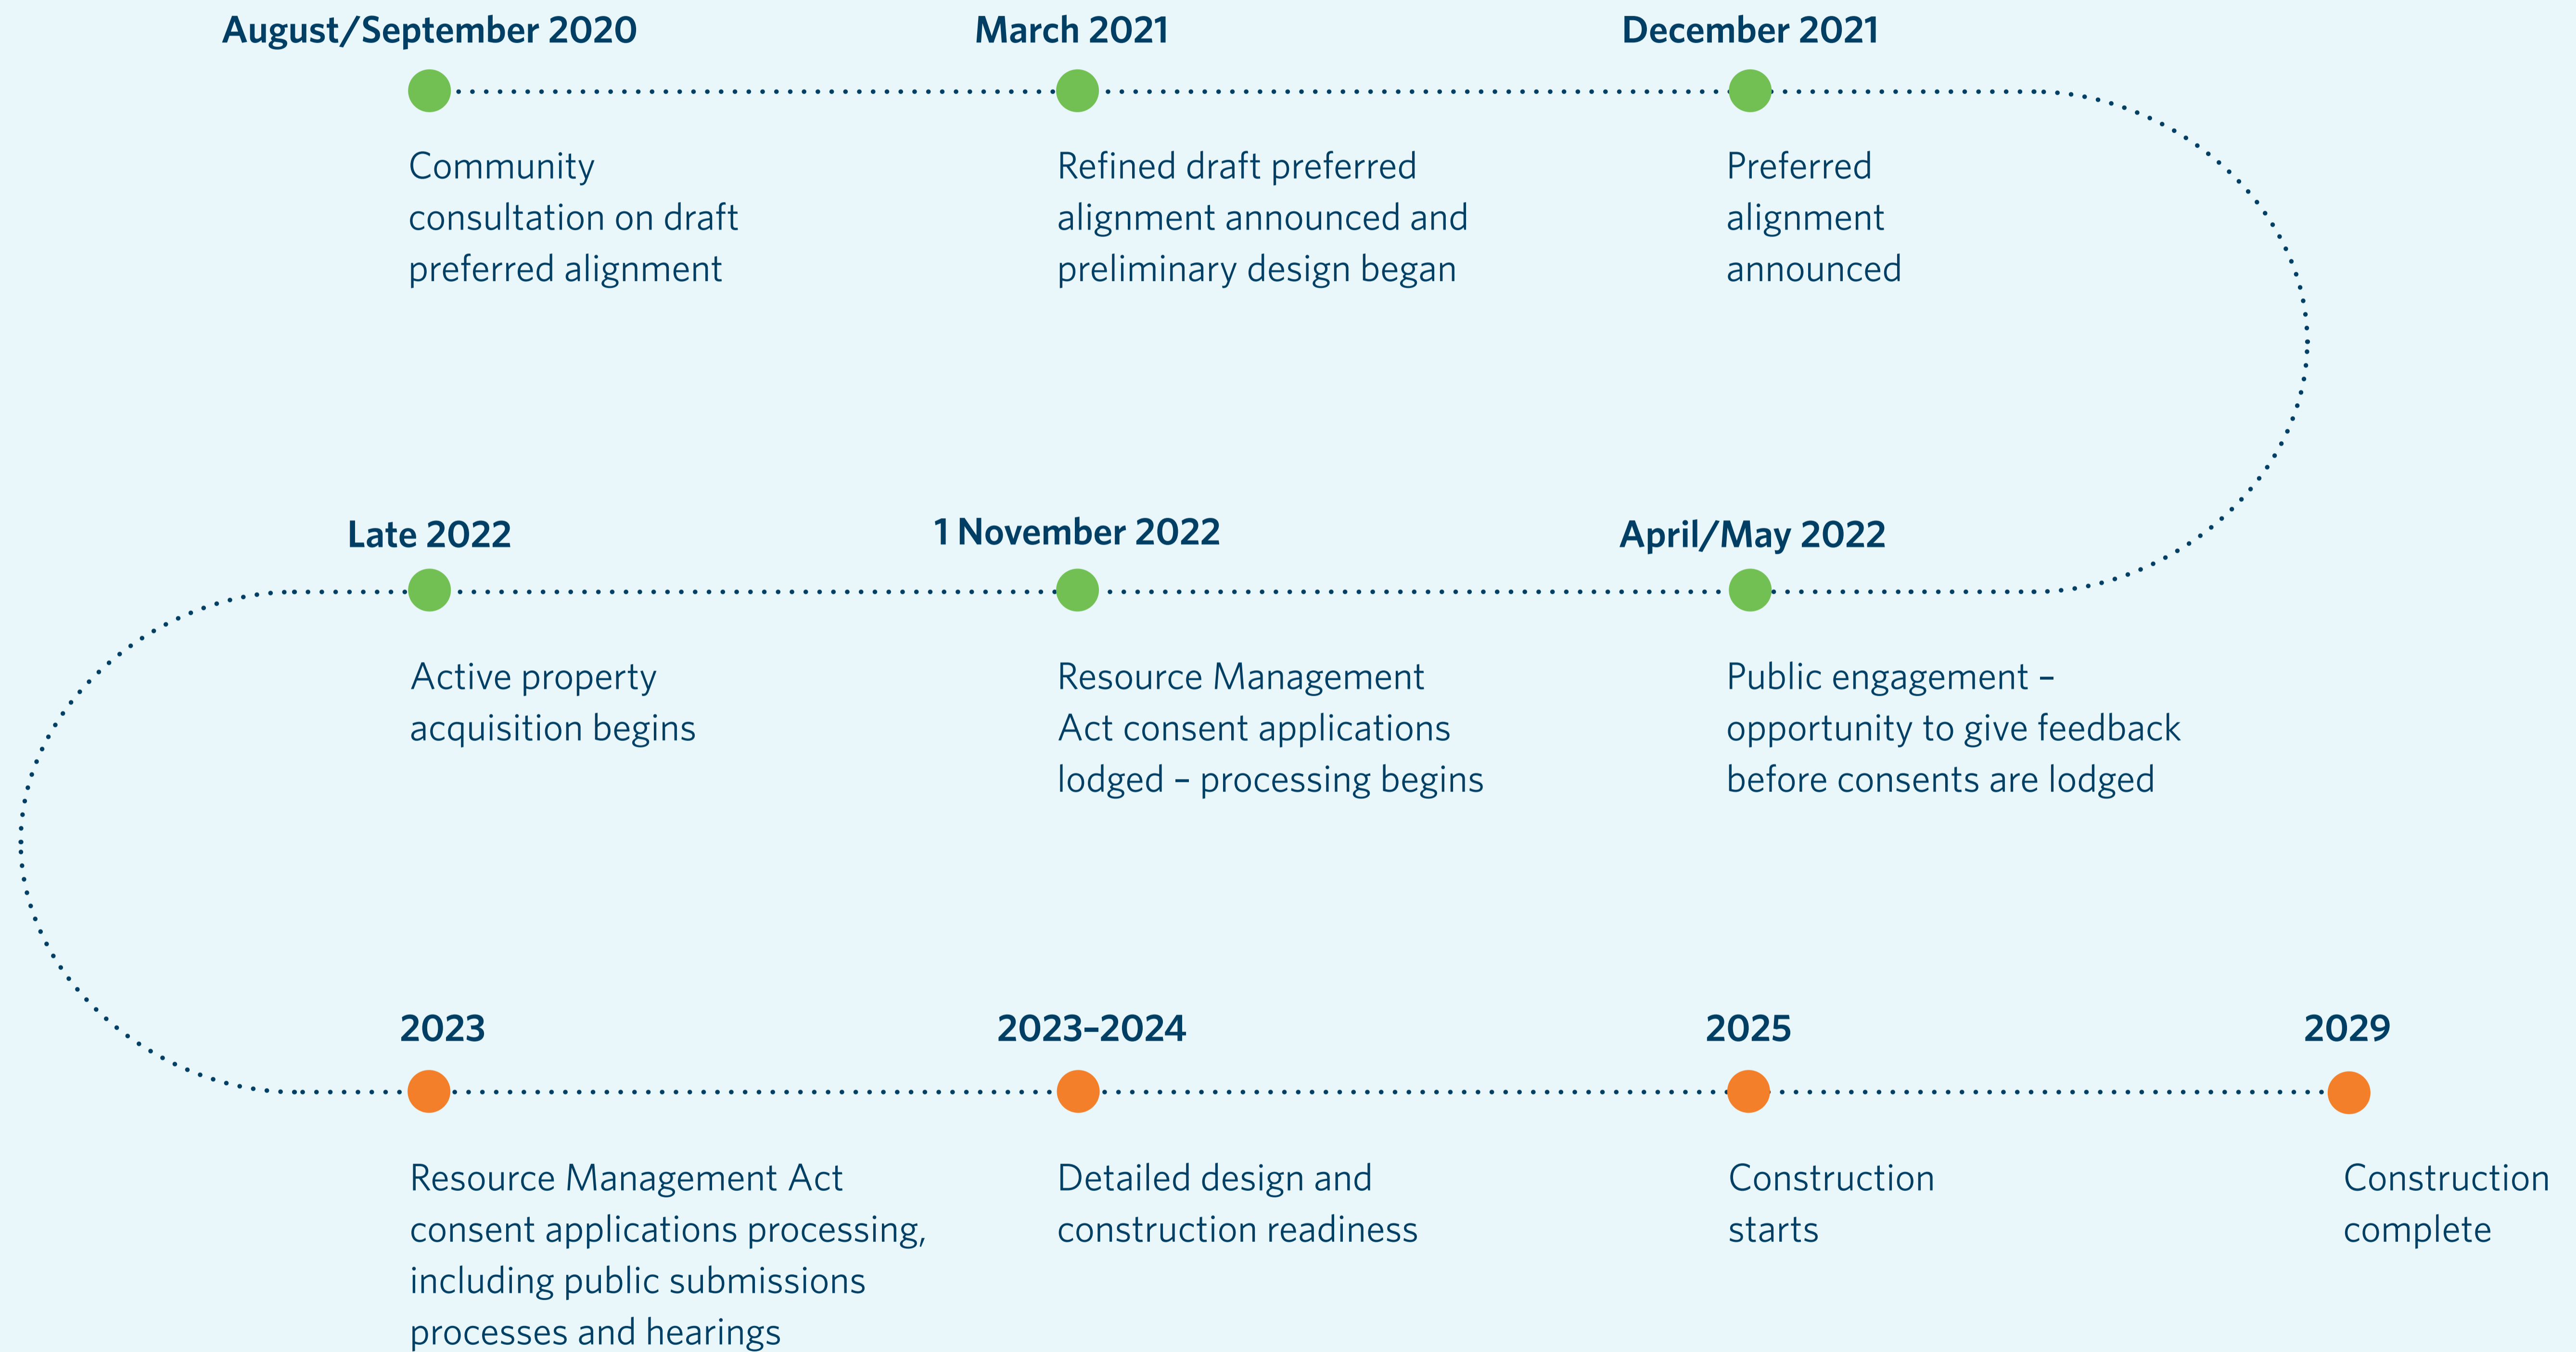 August/September 2020
Community
consultation on draft
preferred alignment
March 2021
Refined draft preferred
alignment announced and
preliminary design began
December 2021
Preferred
alignment
announced
April/May 2022
Public engagement –
opportunity to give feedback
before consents are lodged
1 November 2022
Resource Management
Act consent applications
lodged – processing begins
Late 2022
Active property
acquisition begins
2023
Resource Management Act
consent applications processing,
including public submissions
processes and hearings
2023–2024
Detailed design and
construction readiness
2025
Construction
starts
2029
Construction
complete